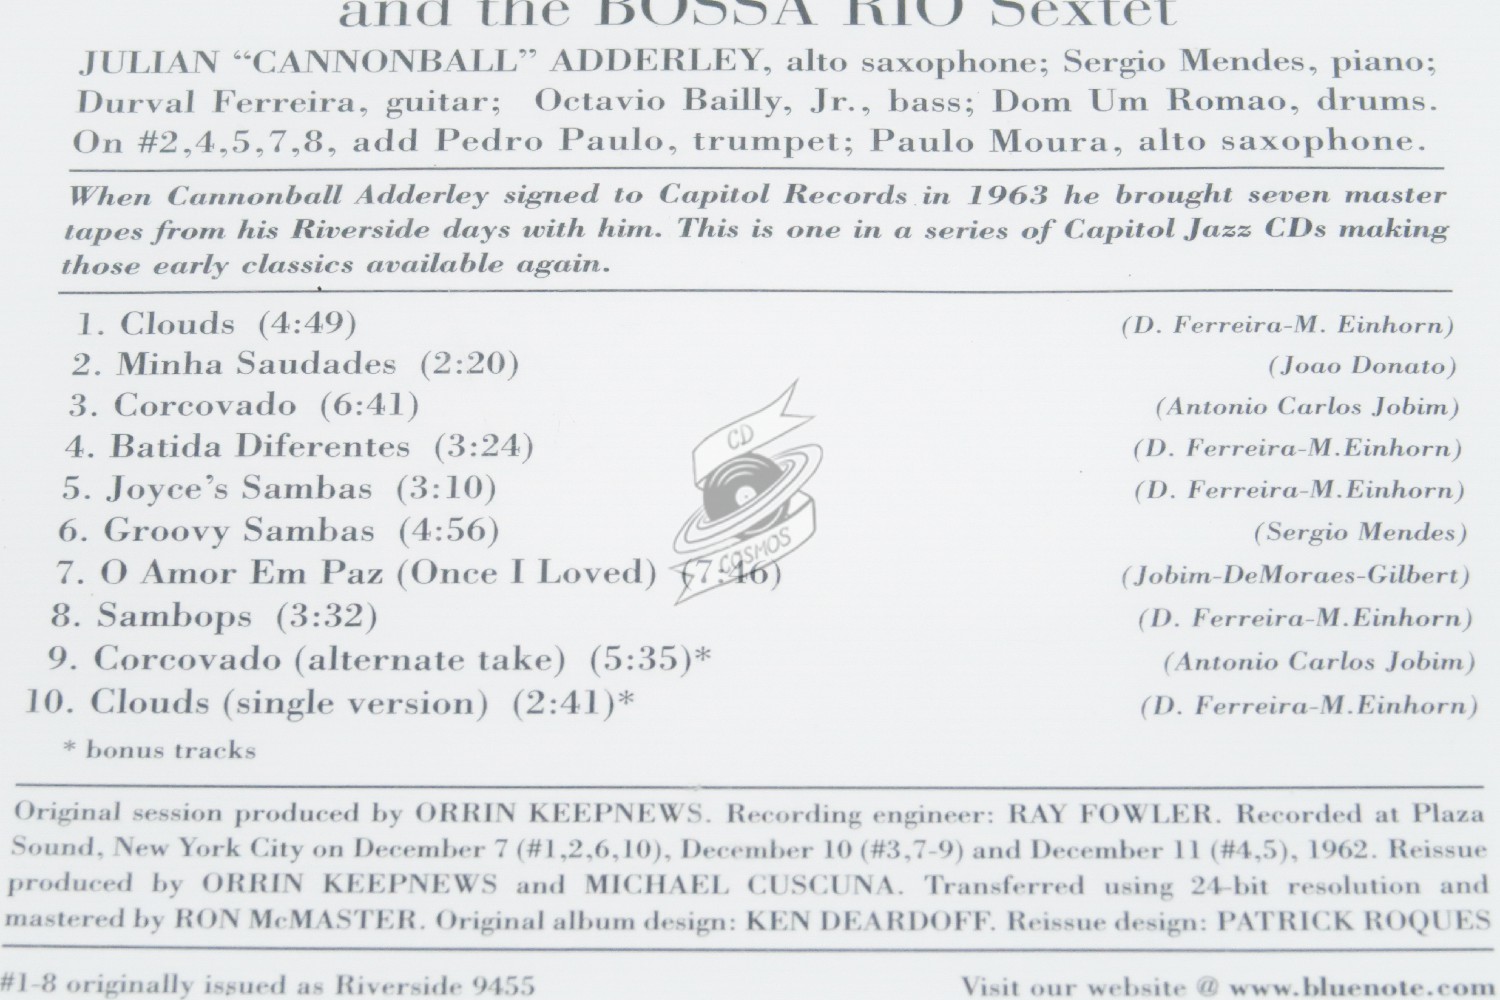 and the BOSSA RIO Sextet
JULIAN “CANNONBALL” ADDERLEY, alto saxophone; Sergio Mendes, piano;
Durval Ferreira, guitar; Octavio Bailly, Jr., bass; Dom Um Romao, drums.
On #2,4,5,7,8, add Pedro Paulo, trumpet; Paulo Moura, alto saxophone.
When Cannonball Adderley signed to Capitol Records in 1963 he brought seven master
tapes from his Riverside days with him. This is one in a series of Capitol Jazz CDs making
those early classics available again.
1. Clouds (4:49) (D. Ferreira-M. Einhorn)
2. Minha Saudades (2:20) (Joao Donato)
3. Corcovado (6:41) (Antonio Carlos Jobim)
4. Batida Diferentes (3:24) (D. Ferreira-M.Einhorn)
5. Joyce’s Sambas (3:10) (D. Ferreira-M.Einhorn)
6. Groovy Sambas (4:56) (Sergio Mendes)
7. O Amor Em Paz (Once I Loved) (7:46) (Jobim-DeMoraes-Gilbert)
8. Sambops (3:32) (D. Ferreira-M.Einhorn)
9. Corcovado (alternate take) (5:35)* (Antonio Carlos Jobim)
10. Clouds (single version) (2:41)* (D. Ferreira-M.Einhorn)
* bonus tracks
CD
COSMOS
Original session produced by ORRIN KEEPNEWS. Recording engineer: RAY FOWLER. Recorded at Plaza
Sound, New York City on December 7 (#1,2,6,10), December 10 (#3,7-9) and December 11 (#4,5), 1962. Reissue
produced by ORRIN KEEPNEWS and MICHAEL CUSCUNA. Transferred using 24-bit resolution and
mastered by RON McMASTER. Original album design: KEN DEARDOFF. Reissue design: PATRICK ROQUES
#1-8 originally issued as Riverside 9455 Visit our website @ www.bluenote.com